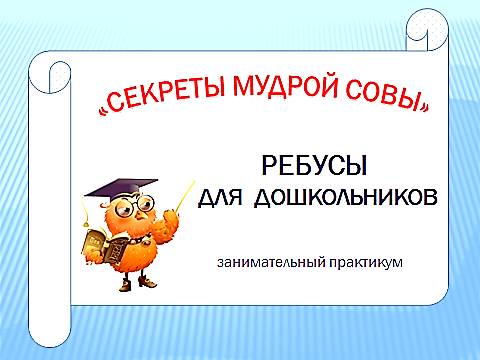 «СЕКРЕТЫ МУДРОЙ СОВЫ»
РЕБУСЫ
ДЛЯ ДОШКОЛЬНИКОВ
занимательный практикум